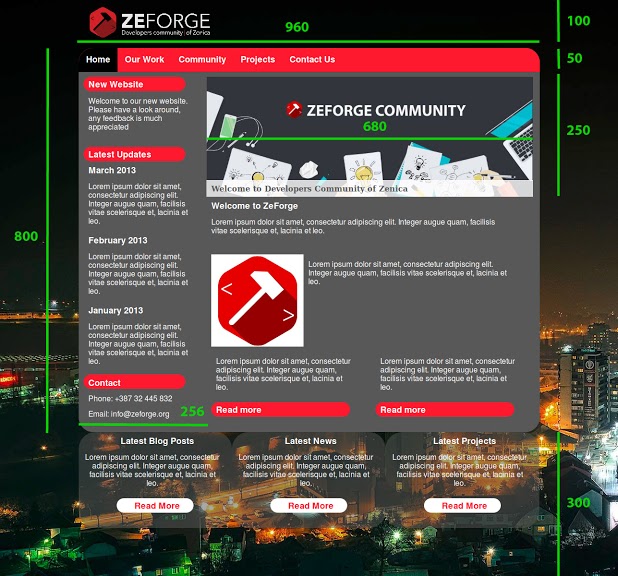 ZEFORGE
Developers community | of Zenica
960
100
Home Our Work Community Projects Contact Us
50
New Website
Welcome to our new website.
Please have a look around,
any feedback is much
appreciated
Latest Updates
March 2013
Lorem ipsum dolor sit amet,
consectetur adipiscing elit.
Integer augue quam, facilisis
vitae scelerisque et, lacinia et
leo.
February 2013
Lorem ipsum dolor sit amet,
consectetur adipiscing elit.
Integer augue quam, facilisis
vitae scelerisque et, lacinia et
leo.
January 2013
Lorem ipsum dolor sit amet,
consectetur adipiscing elit.
Integer augue quam, facilisis
vitae scelerisque et, lacinia et
leo.
Contact
Phone: +387 32 445 832
Email: info@zeforge.org
256
800
ZEFORGE COMMUNITY
680
250
Welcome to Developers Community of Zenica
Welcome to ZeForge
Lorem ipsum dolor sit amet, consectetur adipiscing elit. Integer augue quam, facilisis
vitae scelerisque et, lacinia et leo.
< >
Lorem ipsum dolor sit amet, consectetur adipiscing elit.
Integer augue quam, facilisis vitae scelerisque et, lacinia et
leo.
Lorem ipsum dolor sit amet, consectetur
adipiscing elit. Integer augue quam,
facilisis vitae scelerisque et, lacinia et
leo.
Read more
Lorem ipsum dolor sit amet, consectetur
adipiscing elit. Integer augue quam,
facilisis vitae scelerisque et, lacinia et
leo.
Read more
Latest Blog Posts
Lorem ipsum dolor sit amet, consectetur
adipiscing elit. Integer augue quam,
facilisis vitae scelerisque et, lacinia et
leo.
Read More
Latest News
Lorem ipsum dolor sit amet, consectetur
adipiscing elit. Integer augue quam,
facilisis vitae scelerisque et, lacinia et
leo.
Read More
Latest Projects
Lorem ipsum dolor sit amet, consectetur
adipiscing elit. Integer augue quam,
facilisis vitae scelerisque et, lacinia et
leo.
Read More
300